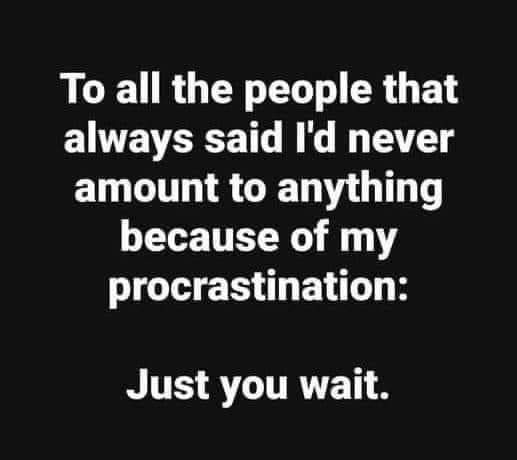 To all the people that
always said I'd never
amount to anything
because of my
procrastination:
Just you wait.